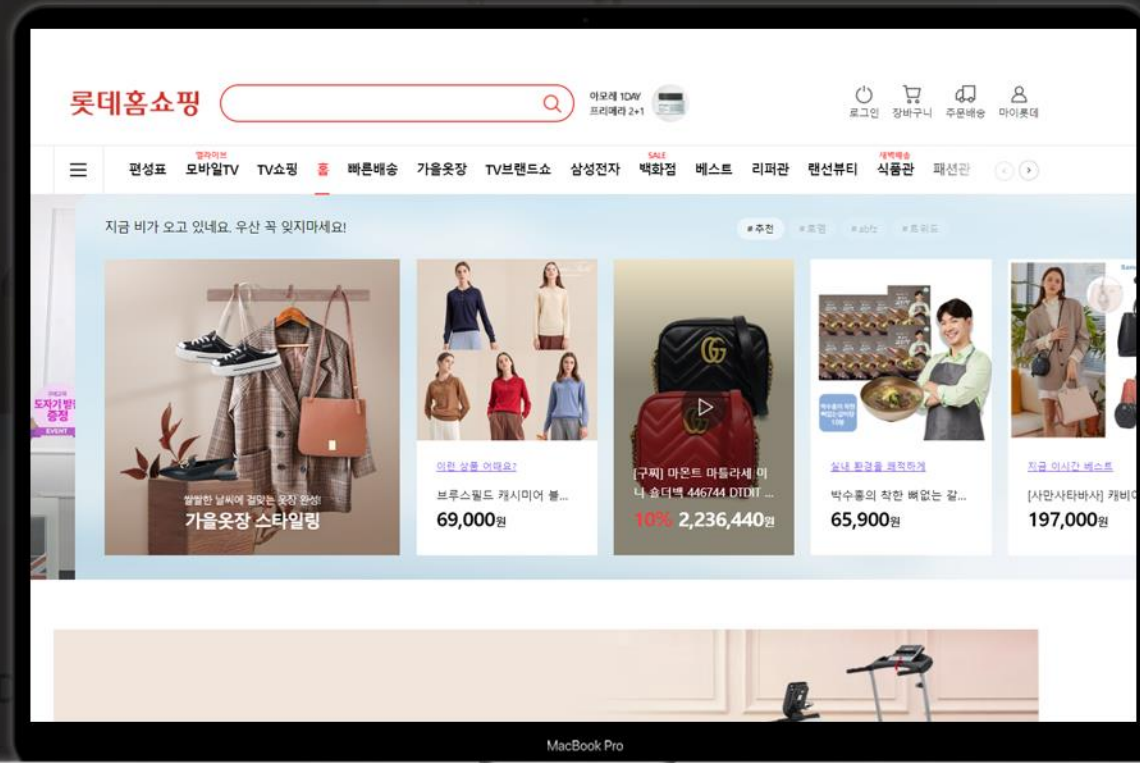 롯데홈쇼핑
아모레 1DAY
프리메라 2+1
로그인 장바구니 주문배송 마이롯데
엘라이브 SALE 새벽배송
편성표 모바일TV TV쇼핑 홈 빠른배송 가을옷장 TV브랜드쇼 삼성전자 백화점 베스트 리퍼관 랜선뷰티 식품관 패션관
지금 비가 오고 있네요. 우산 꼭 잊지마세요!
#추천
도자기 받
증정
EVENT
쌀쌀한 날씨에 걸맞는 옷장 완성!
가을옷장 스타일링
이런 상품 어때요?
브루스필드 캐시미어 볼...
69,000원
[구찌] 마몬트 마틀라세 미
니 숄더백 446744 DTDIT ...
10% 2,236,440원
실내 환경을 쾌적하게
박수홍의 착한 뼈없는 갈...
65,900원
지금 이시간 베스트
[사만사타바사] 캐비
197,000원
MacBook Pro